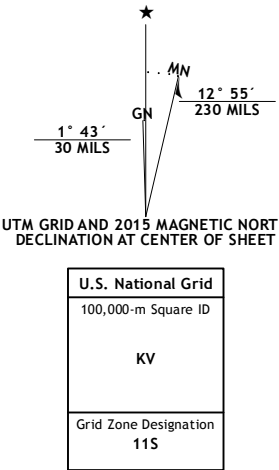 ★
MN
GN
12° 55´
230 MILS
1° 43´
30 MILS
UTM GRID AND 2015 MAGNETIC NORT
DECLINATION AT CENTER OF SHEET
U.S. National Grid
100,000-m Square ID
KV
Grid Zone Designation
11S